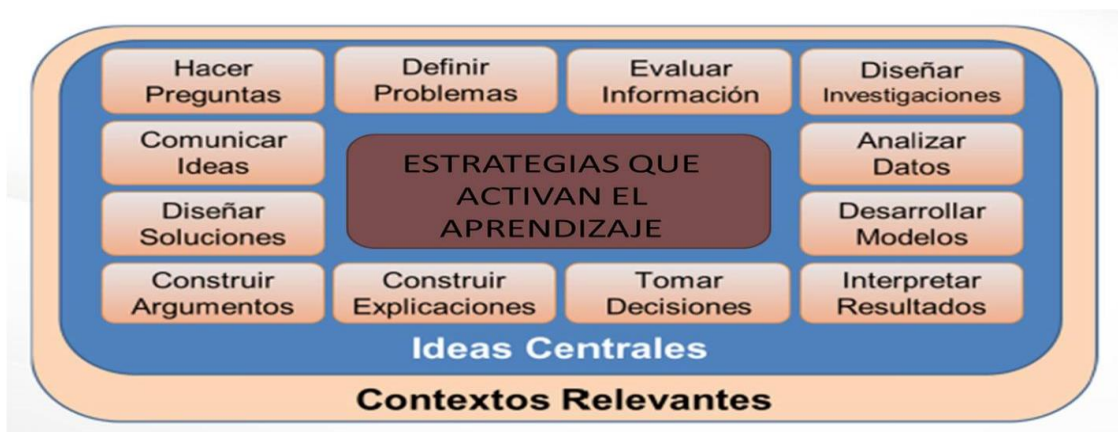 Hacer
Preguntas
Definir
Problemas
Evaluar
Información
Diseñar
Investigaciones
Comunicar
Ideas
ESTRATEGIAS QUE
ACTIVAN EL
APRENDIZAJE
Analizar
Datos
Diseñar
Soluciones
Desarrollar
Modelos
Construir
Argumentos
Construir
Explicaciones
Tomar
Decisiones
Interpretar
Resultados
Ideas Centrales
Contextos Relevantes